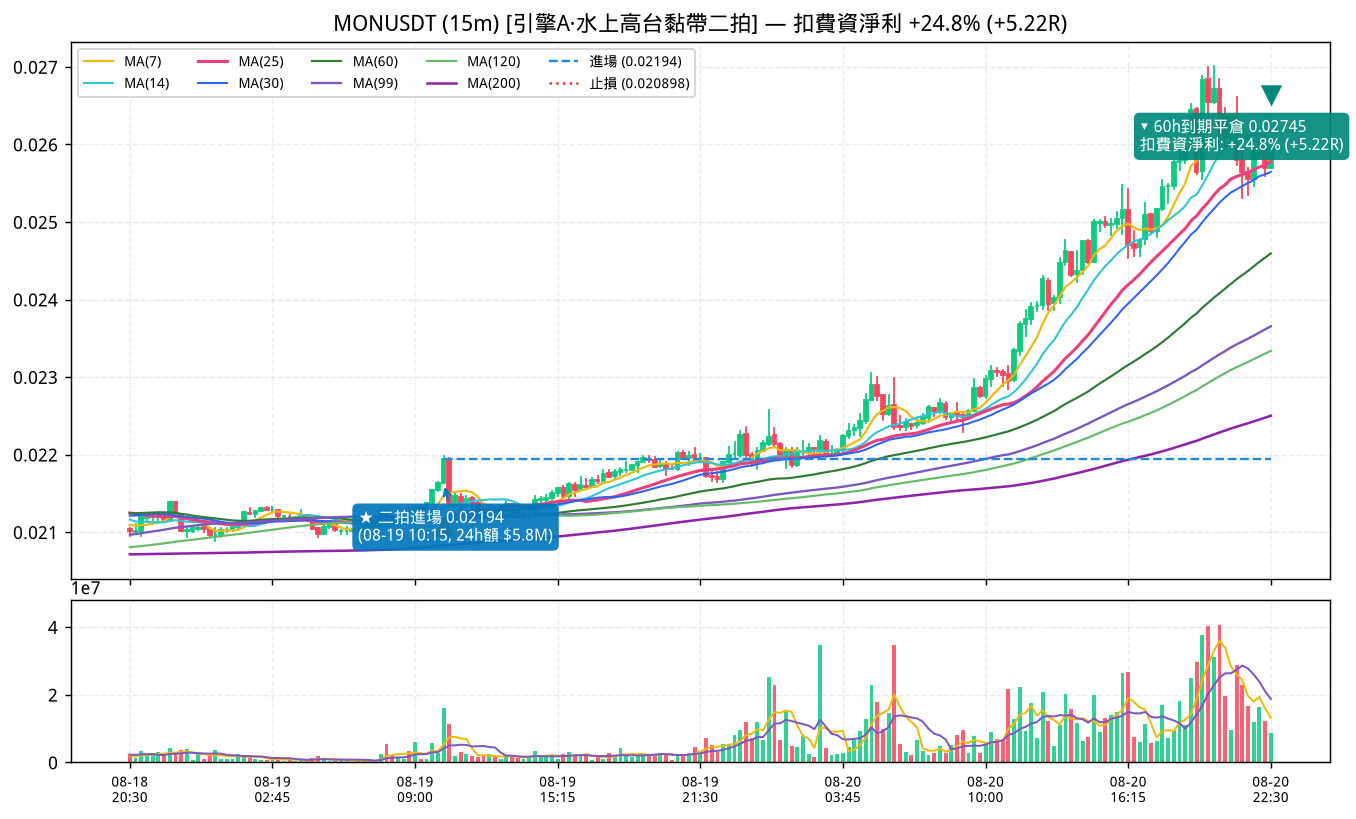 MONUSDT (15m) [引擎A·水上高台黏帶二拍] — 扣費資淨利 +24.8% (+5.22R)
MA(7)
MA(14)
MA(25)
MA(30)
MA(60)
MA(99)
MA(120)
MA(200)
進場 (0.02194)
止損 (0.020898)
0.027
0.026
0.025
0.024
0.023
0.022
0.021
▼ 60h到期平倉 0.02745
扣費資淨利: +24.8% (+5.22R)
★ 二拍進場 0.02194
(08-19 10:15, 24h額 $5.8M)
1e7
4
2
0
08-18
20:30
08-19
02:45
08-19
09:00
08-19
15:15
08-19
21:30
08-20
03:45
08-20
10:00
08-20
16:15
08-20
22:30